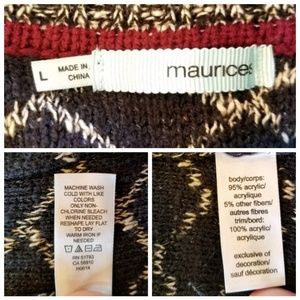 L
MADE IN
CHINA
maurices
MACHINE WASH
COLD WITH LIKE
COLORS
ONLY NON-
CHLORINE BLEACH
WHEN NEEDED
RESHAPE LAY FLAT
TO DRY
WARM IRON IF
NEEDED
RN 51783
CA 56910
H0614
body/corps:
95% acrylic/
acrylique
5% other fibers/
autres fibres
trim/bord:
100% acrylic/
acrylique
exclusive of
decoration/
sauf décoration